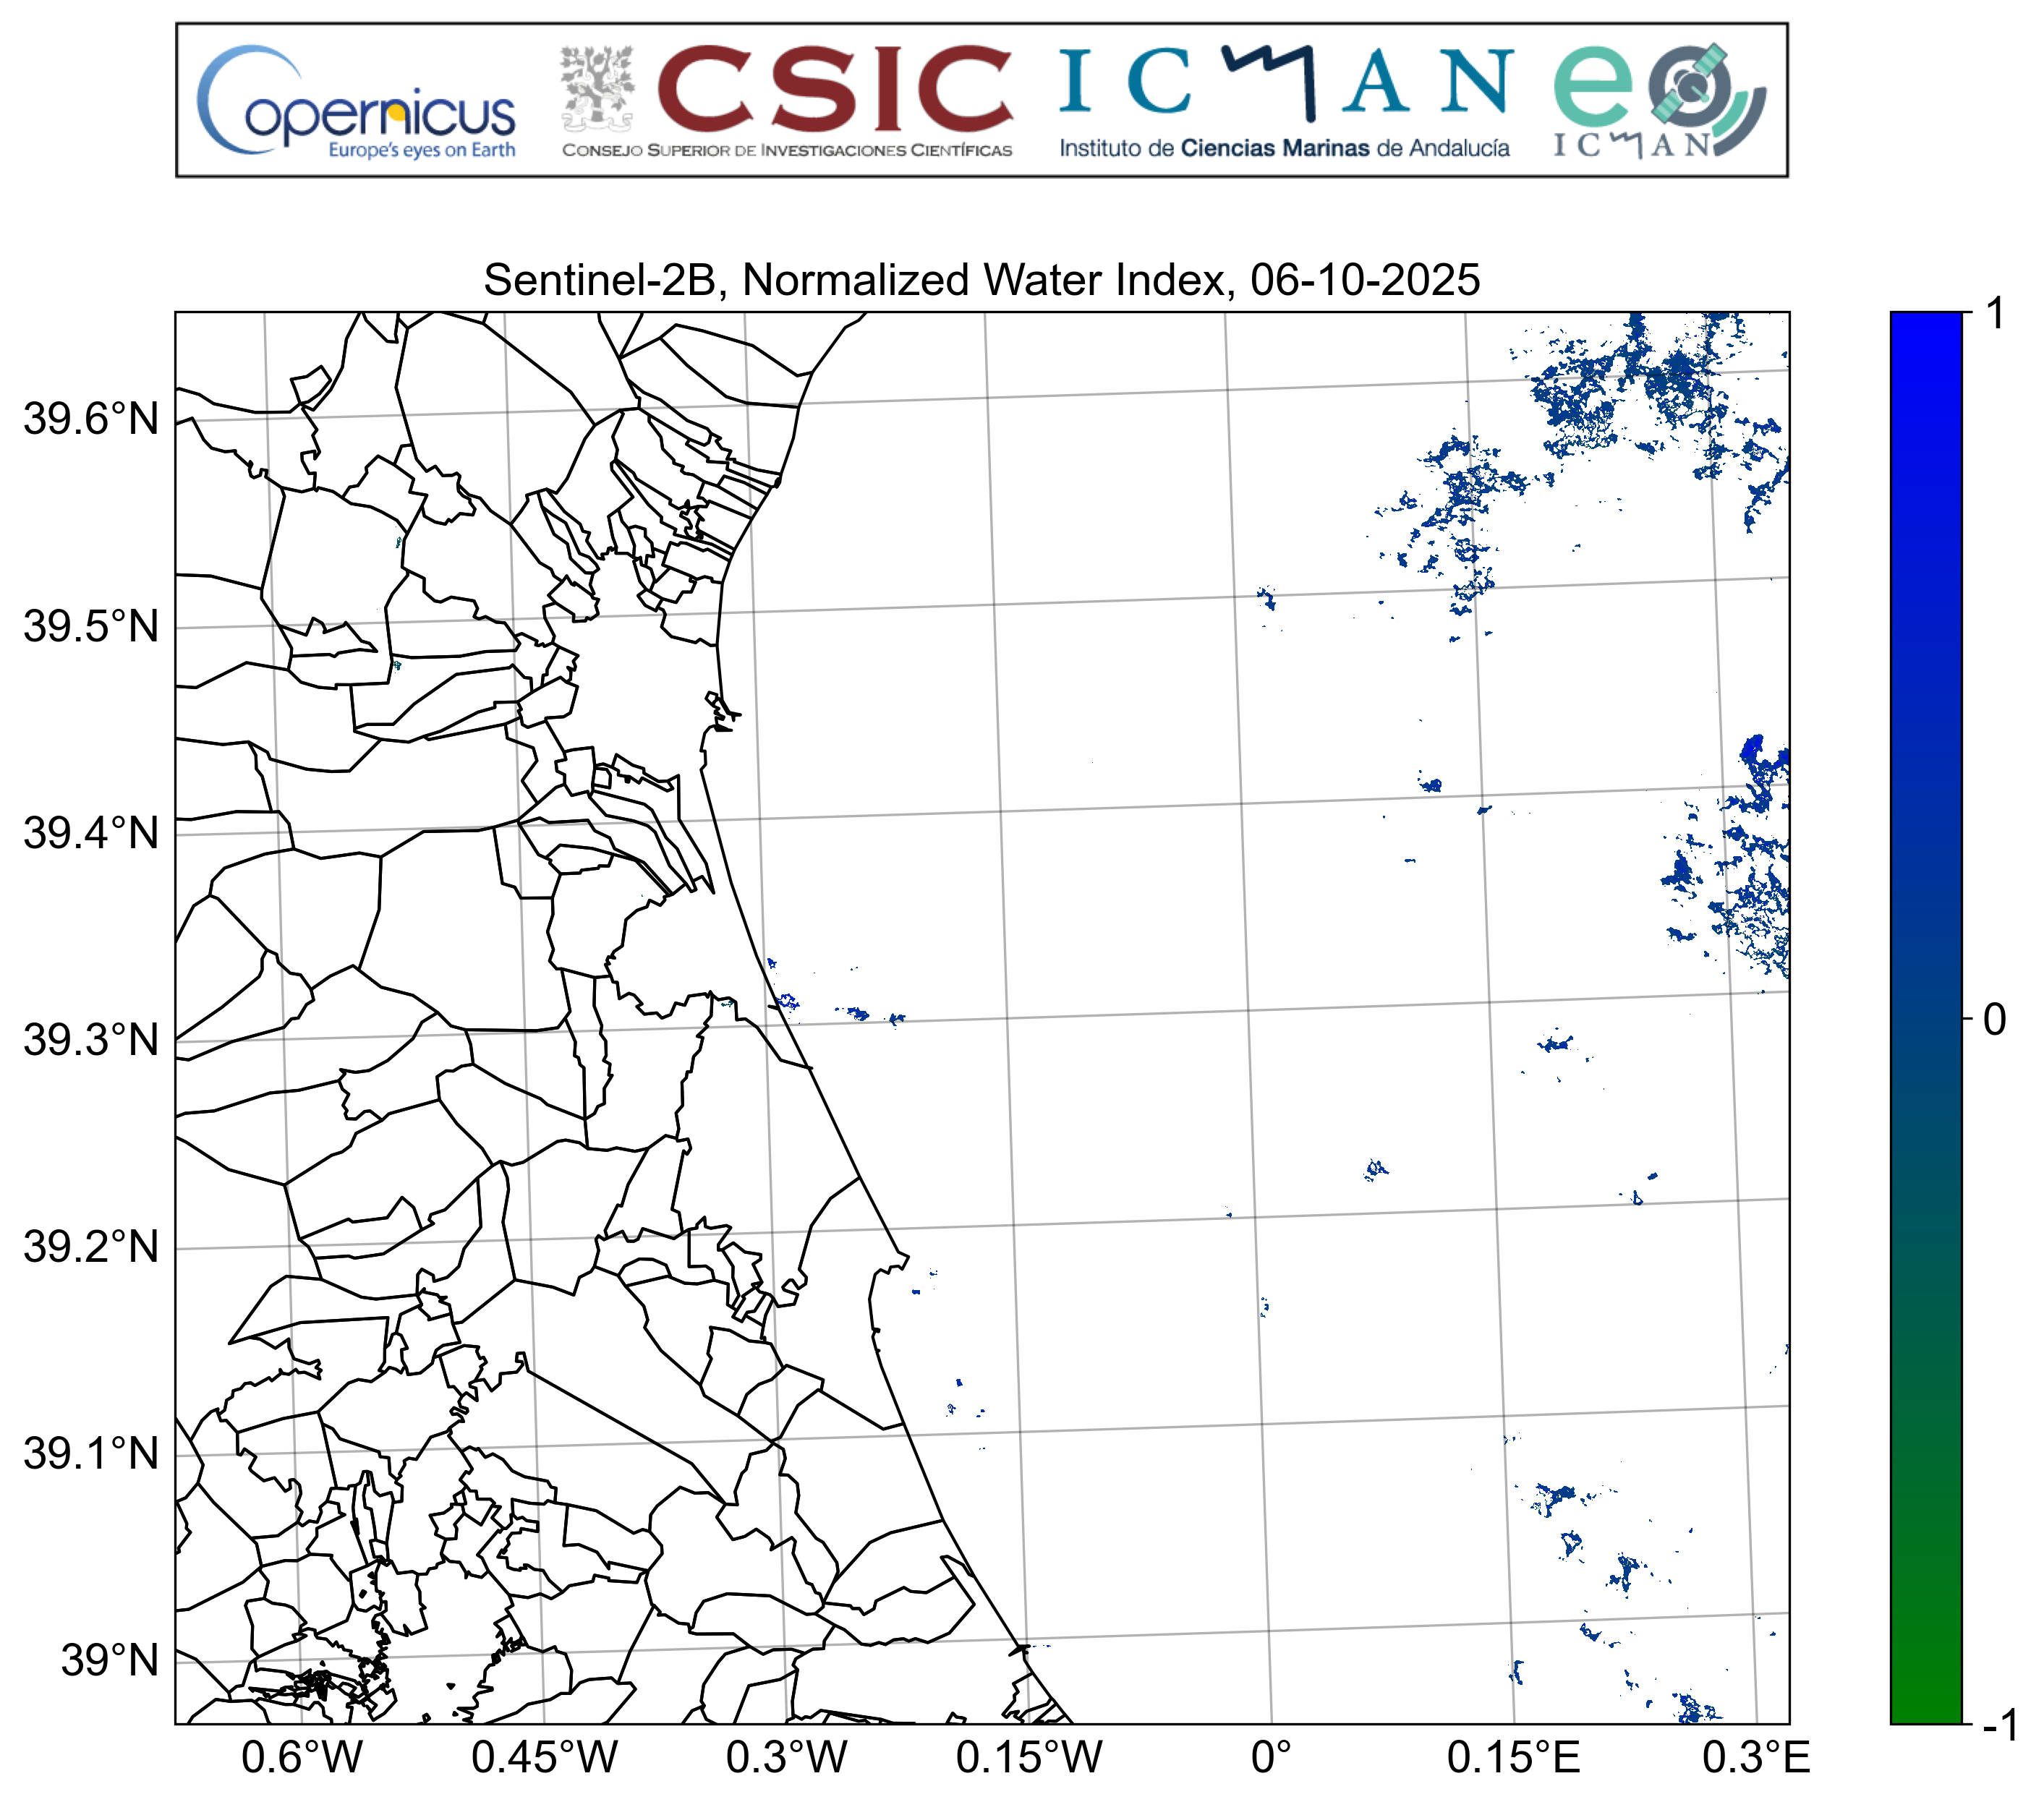 Copernicus
Europe's eyes on Earth
CSIC
CONSEJO SUPERIOR DE INVESTIGACIONES CIENTÍFICAS
ICMAN
Instituto de Ciencias Marinas de Andalucía
eo
ICMAN
Sentinel-2B, Normalized Water Index, 06-10-2025
1
39.6°N
39.5°N
39.4°N
39.3°N
0
39.2°N
39.1°N
39°N
-1
0.6°W 0.45°W 0.3°W 0.15°W 0° 0.15°E 0.3°E